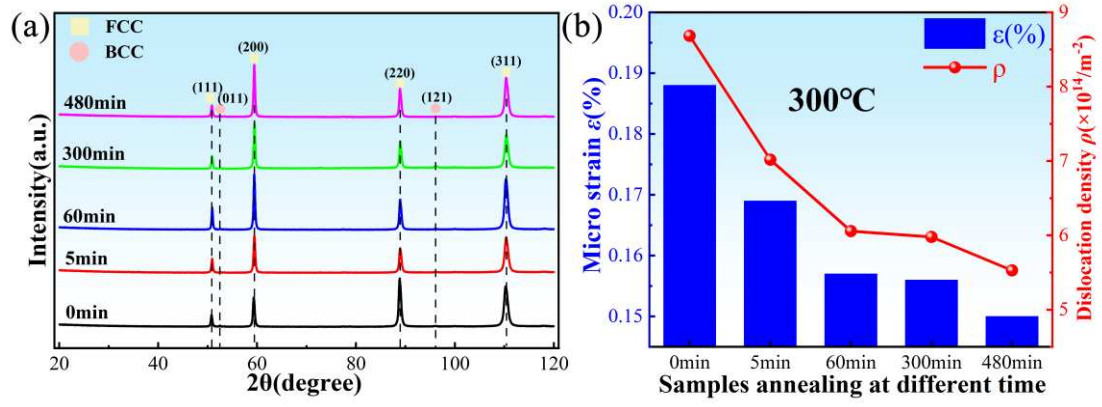 (a)
FCC
BCC
(111)
(011)
(200)
(220)
(121)
(311)
480min
300min
60min
5min
0min
Intensity(a.u.)
20
40
60
80
100
120
2θ(degree)
(b)
ε(%)
ρ
300℃
0.20
0.19
0.18
0.17
0.16
0.15
Micro strain ε(%)
9
8
7
6
5
Dislocation density ρ(×10¹⁴/m⁻²)
0min
5min
60min
300min
480min
Samples annealing at different time